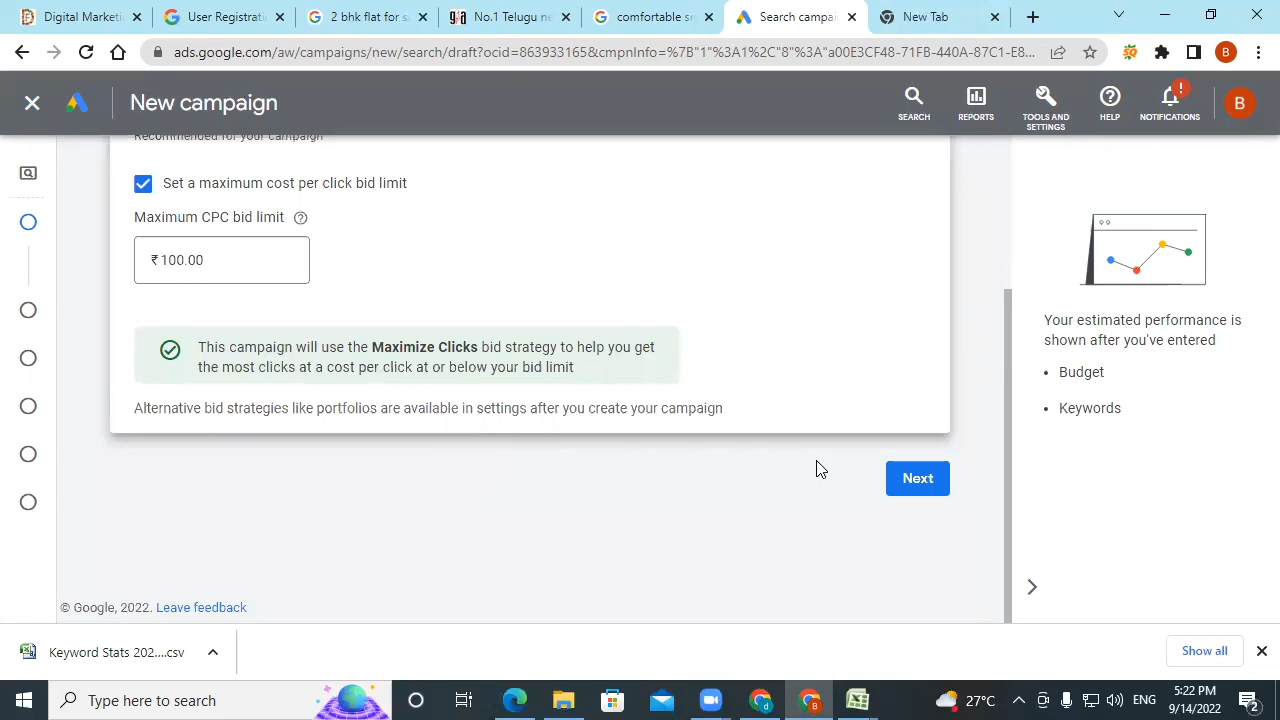 Digital Marketi
User Registrati
2 bhk flat for s
No.1 Telugu ne
comfortable sn
Search campai
New Tab
ads.google.com/aw/campaigns/new/search/draft?ocid=863933165&cmpnInfo=%7B"1"%3A1%2C"8"%3A"a00E3CF48-71FB-440A-87C1-E8...
SQ
B
New campaign
SEARCH
REPORTS
TOOLS AND
SETTINGS
HELP
NOTIFICATIONS
B
Recommended for your campaign
Set a maximum cost per click bid limit
Maximum CPC bid limit
₹100.00
This campaign will use the Maximize Clicks bid strategy to help you get
the most clicks at a cost per click at or below your bid limit
Alternative bid strategies like portfolios are available in settings after you create your campaign
Next
Your estimated performance is
shown after you've entered
• Budget
• Keywords
© Google, 2022. Leave feedback
Keyword Stats 202....csv
Show all
Type here to search
27°C
ENG
5:22 PM
9/14/2022
2